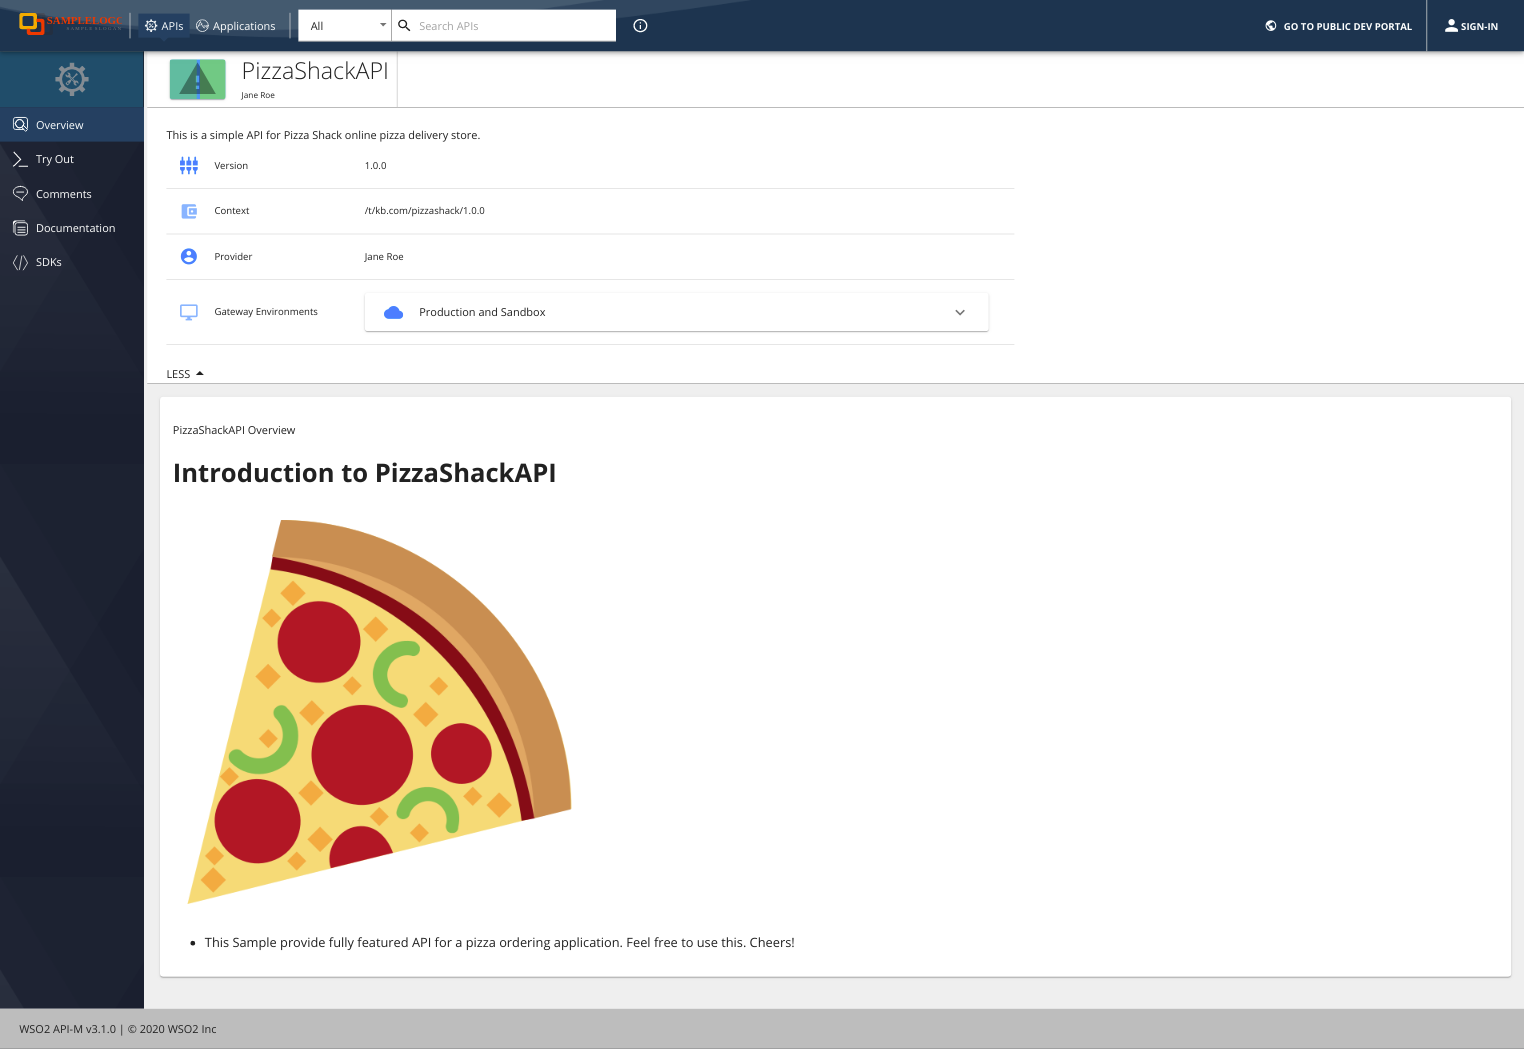 SAMPLELOGO
SAMPLE SLOGAN
APIs
Applications
All
Search APIs
GO TO PUBLIC DEV PORTAL
SIGN-IN
PizzaShackAPI
Jane Roe
Overview
Try Out
Comments
Documentation
SDKs
This is a simple API for Pizza Shack online pizza delivery store.
Version 1.0.0
Context /t/kb.com/pizzashack/1.0.0
Provider Jane Roe
Gateway Environments Production and Sandbox
LESS
PizzaShackAPI Overview
Introduction to PizzaShackAPI
• This Sample provide fully featured API for a pizza ordering application. Feel free to use this. Cheers!
WSO2 API-M v3.1.0 | © 2020 WSO2 Inc